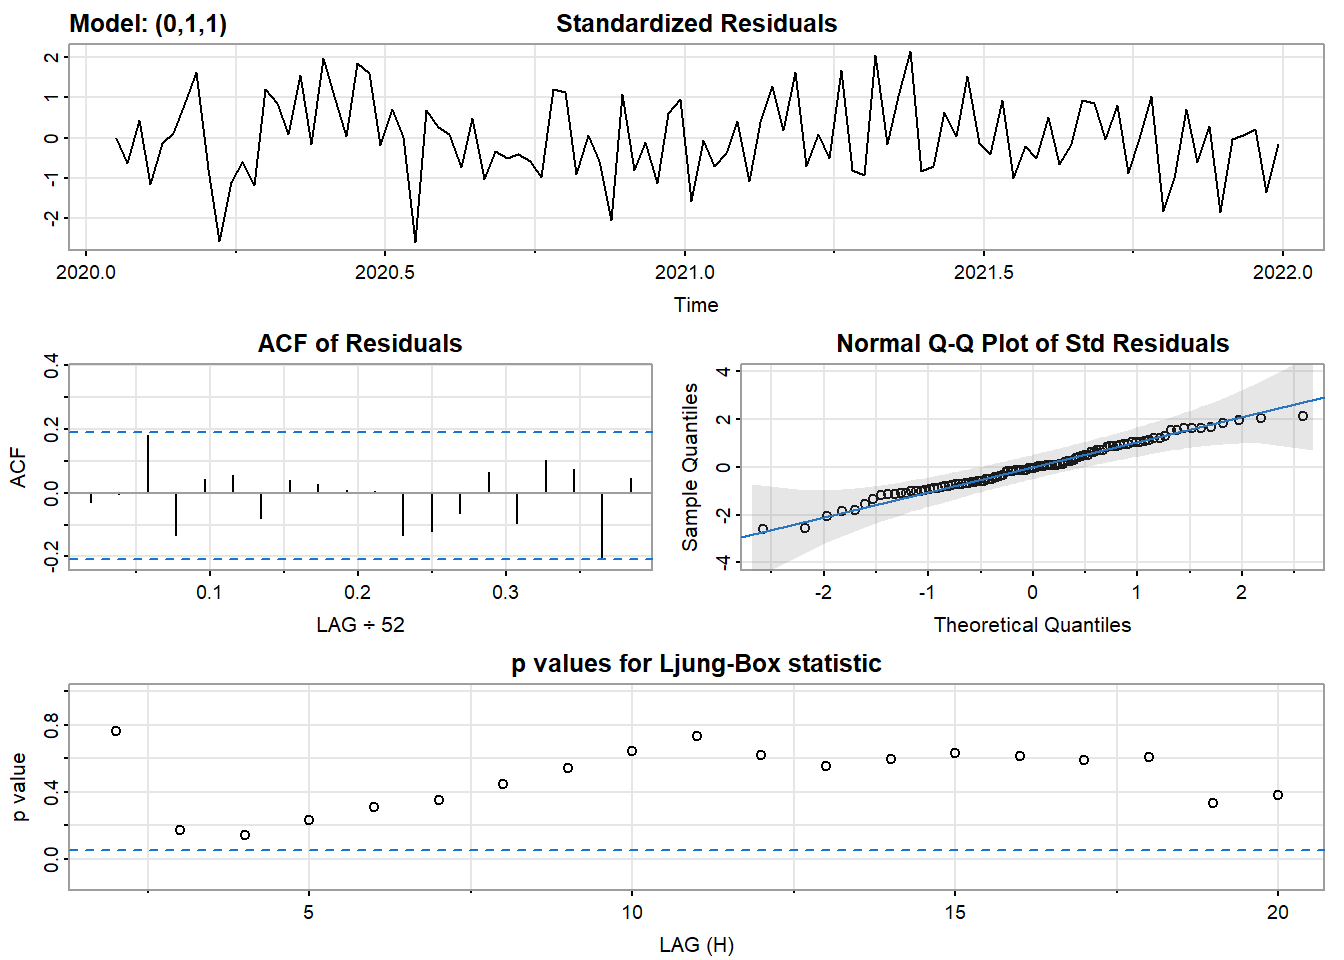 Model: (0,1,1) Standardized Residuals
2
1
0
-1
-2
2020.0 2020.5 2021.0 2021.5 2022.0
Time
ACF of Residuals
ACF
0.4
0.2
0.0
-0.2
0.1 0.2 0.3
LAG ÷ 52
Normal Q-Q Plot of Std Residuals
Sample Quantiles
4
2
0
-2
-4
-2 -1 0 1 2
Theoretical Quantiles
p values for Ljung-Box statistic
p value
0.8
0.4
0.0
5 10 15 20
LAG (H)